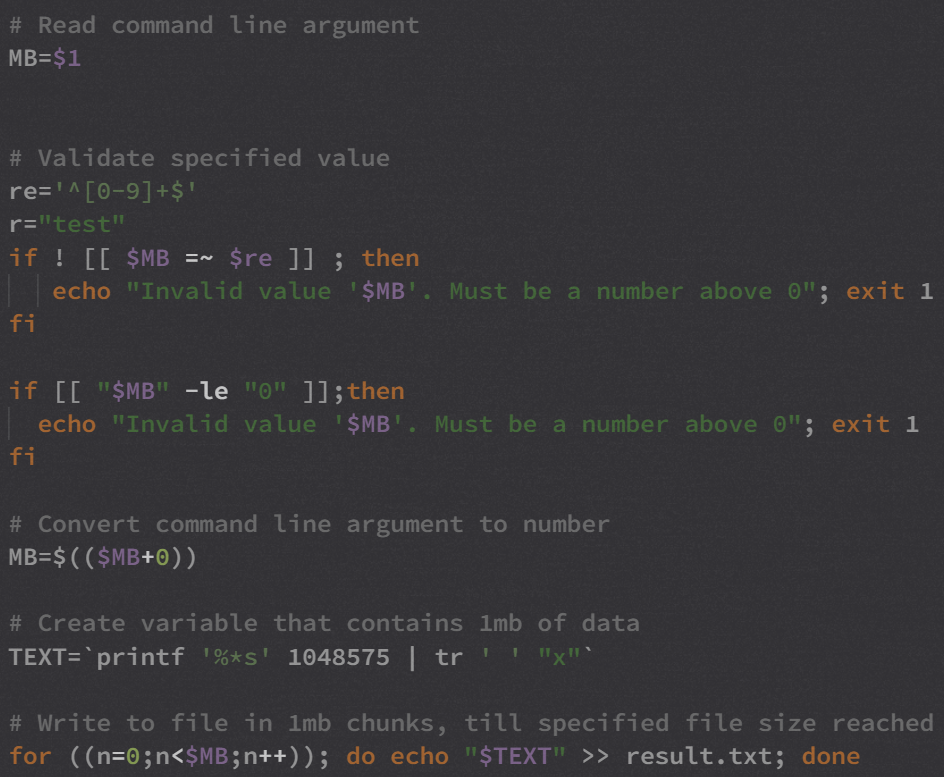 # Read command line argument
MB=$1
# Validate specified value
re='^[0-9]+$'
r="test"
if ! [[ $MB =~ $re ]] ; then
echo "Invalid value '$MB'. Must be a number above 0"; exit 1
fi
if [[ "$MB" -le "0" ]];then
echo "Invalid value '$MB'. Must be a number above 0"; exit 1
fi
# Convert command line argument to number
MB=$(($MB+0))
# Create variable that contains 1mb of data
TEXT=`printf '%*s' 1048575 | tr ' ' "x"`
# Write to file in 1mb chunks, till specified file size reached
for ((n=0;n<$MB;n++)); do echo "$TEXT" >> result.txt; done